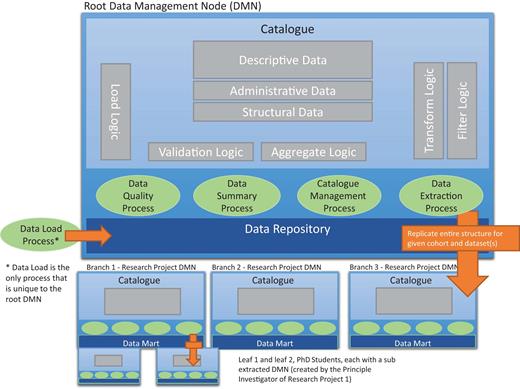 Root Data Management Node (DMN)
Catalogue
Descriptive Data
Administrative Data
Structural Data
Load Logic
Transform Logic
Filter Logic
Validation Logic
Aggregate Logic
Data
Quality
Process
Data
Summary
Process
Catalogue
Management
Process
Data
Extraction
Process
Data Load
Process*
Data Repository
Replicate entire structure for
given cohort and dataset(s)
* Data Load is the
only process that
is unique to the
root DMN
Branch 1 - Research Project DMN
Catalogue
Data Mart
Branch 2 - Research Project DMN
Catalogue
Data Mart
Branch 3 - Research Project DMN
Catalogue
Data Mart
Leaf 1 and leaf 2, PhD Students, each with a sub
extracted DMN (created by the Principle
Investigator of Research Project 1)